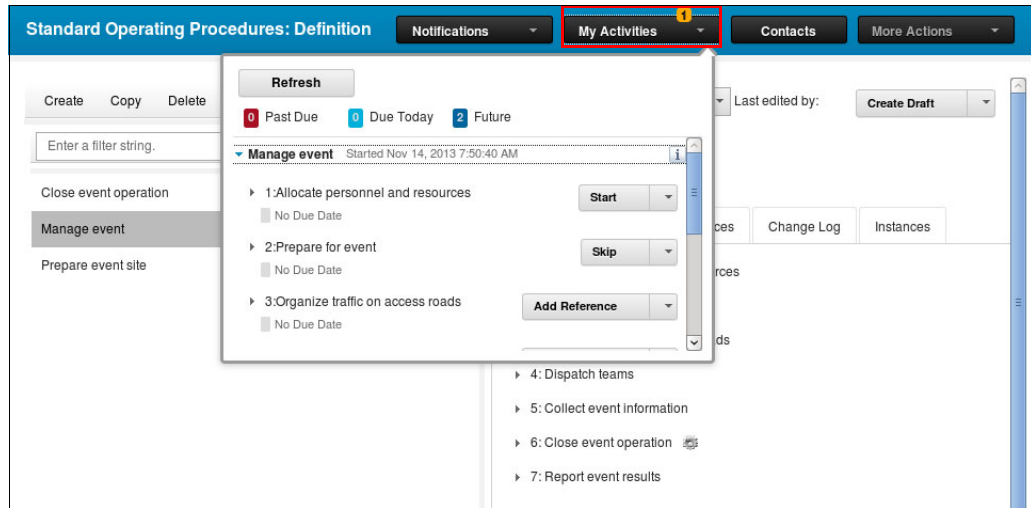 Standard Operating Procedures: Definition
Notifications
My Activities
1
Contacts
More Actions
Refresh
0 Past Due
0 Due Today
2 Future
Manage event Started Nov 14, 2013 7:50:40 AM
i
1:Allocate personnel and resources
Start
No Due Date
2:Prepare for event
Skip
No Due Date
3:Organize traffic on access roads
Add Reference
No Due Date
Create Copy Delete
Enter a filter string.
Close event operation
Manage event
Prepare event site
Last edited by:
Create Draft
ces
Change Log
Instances
rces
ds
4: Dispatch teams
5: Collect event information
6: Close event operation
7: Report event results